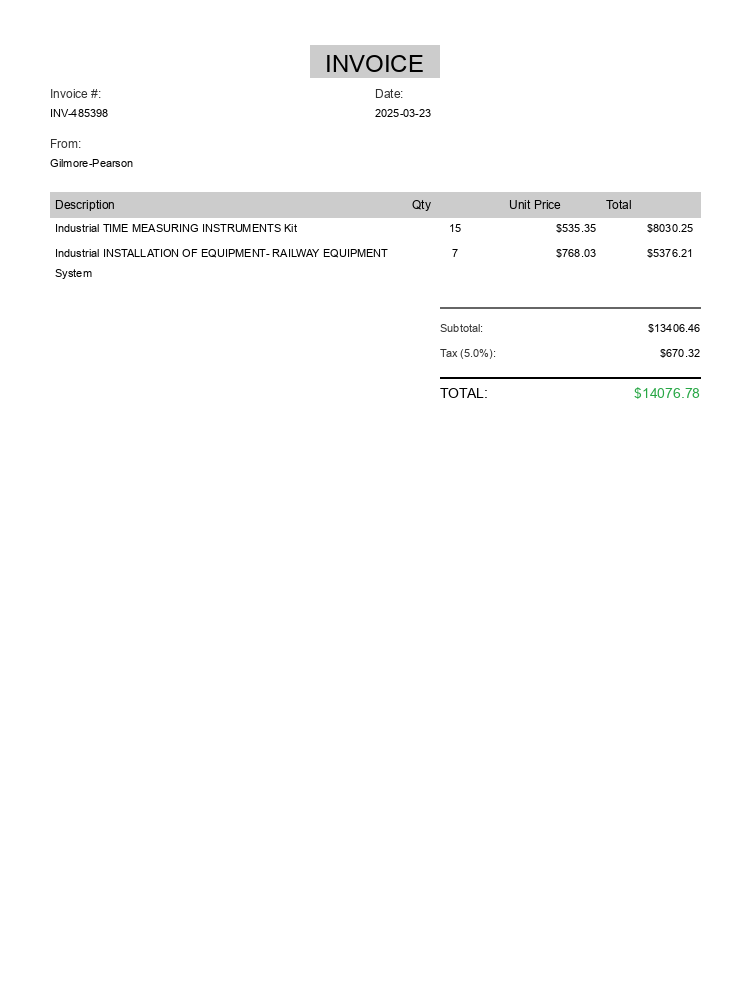 INVOICE
Invoice #: Date:
INV-485398 2025-03-23
From:
Gilmore-Pearson
Description Qty Unit Price Total
Industrial TIME MEASURING INSTRUMENTS Kit 15 $535.35 $8030.25
Industrial INSTALLATION OF EQUIPMENT- RAILWAY EQUIPMENT 7 $768.03 $5376.21
System
Subtotal: $13406.46
Tax (5.0%): $670.32
TOTAL: $14076.78